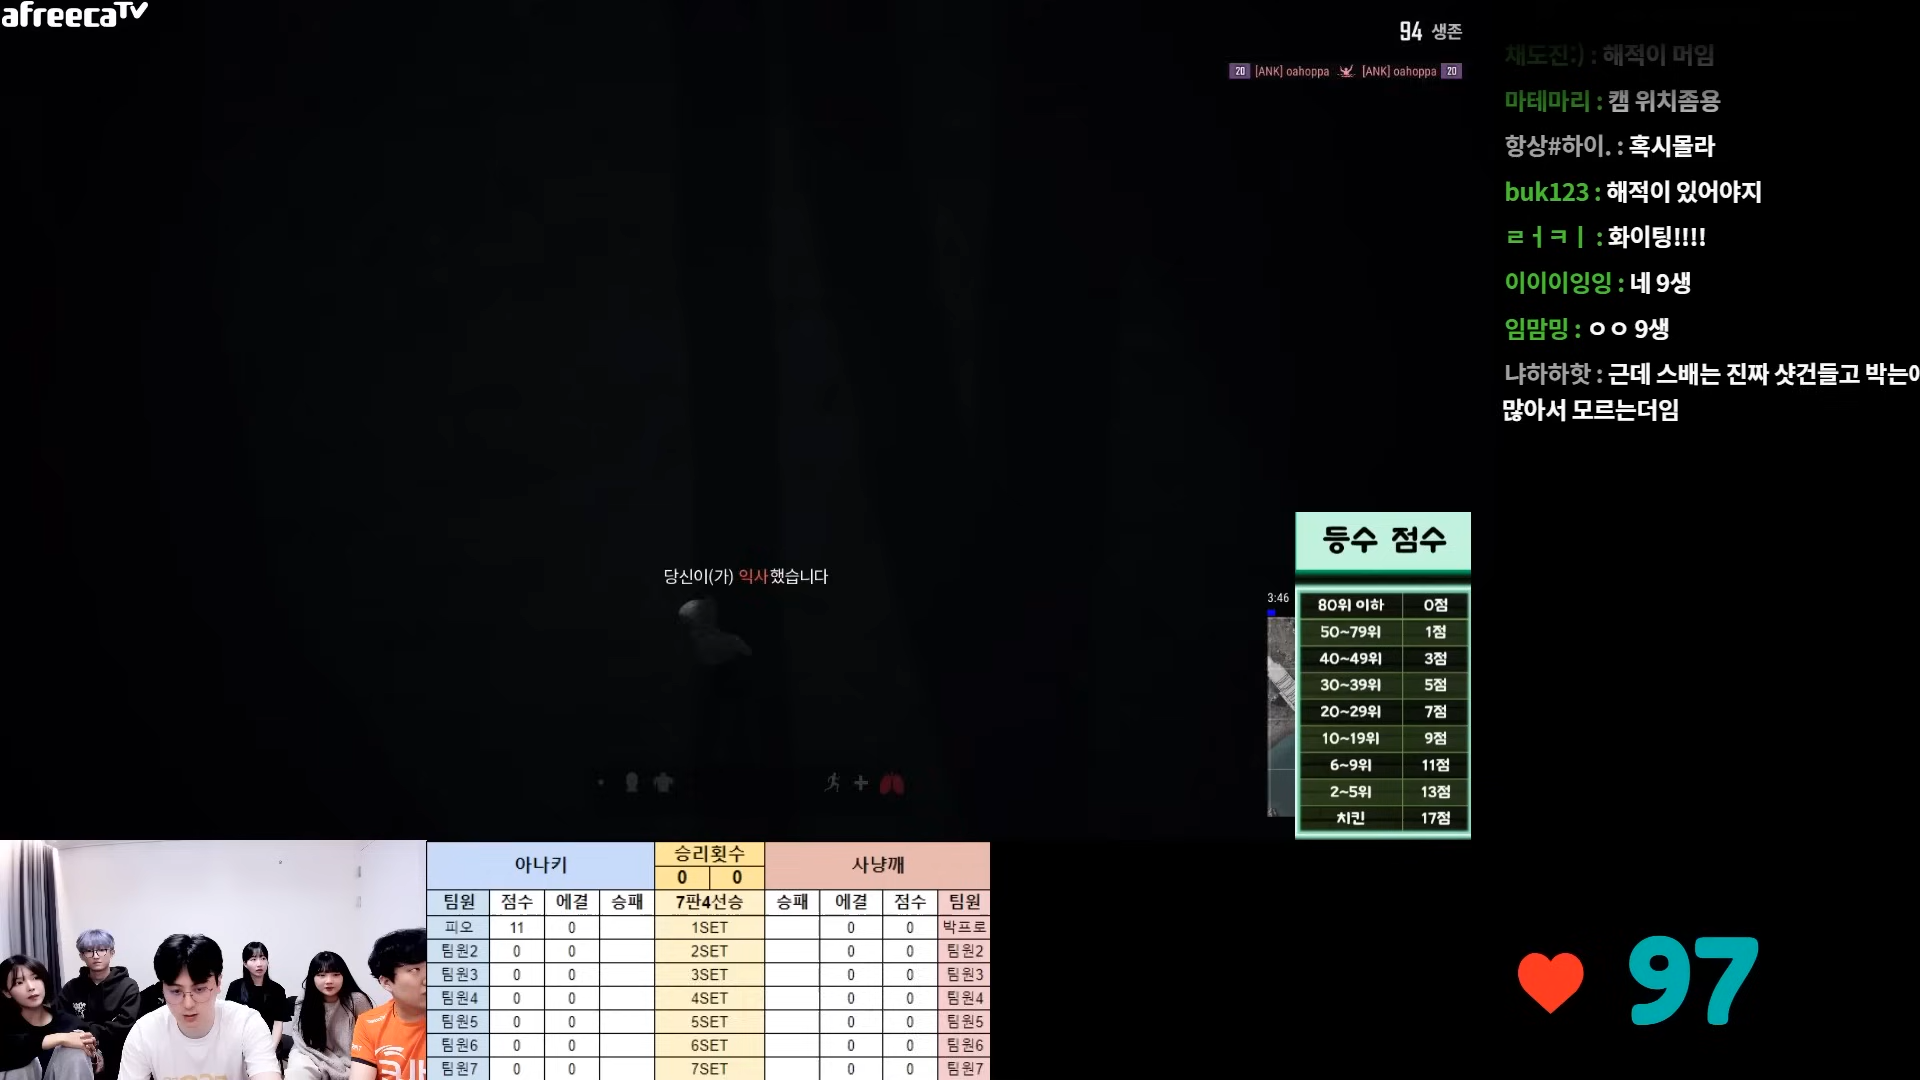 afreecaTV
94 생존
20 [ANK] oahoppa [ANK] oahoppa 20
채도진:) : 해적이 머임
마테마리 : 캠 위치좀용
항상#하이. : 혹시몰라
buk123 : 해적이 있어야지
ㄹㅓㅋㅣ : 화이팅!!!!
이이이잉잉 : 네 9생
임맘밍 : ㅇㅇ 9생
냐하하핫 : 근데 스배는 진짜 샷건들고 박는애
많아서 모르는더임
당신이(가) 익사했습니다
3:46
등수 점수
80위 이하 0점
50~79위 1점
40~49위 3점
30~39위 5점
20~29위 7점
10~19위 9점
6~9위 11점
2~5위 13점
치킨 17점
아나키 승리횟수 사냥깨
0 0
팀원 점수 에결 승패 7판4선승 승패 에결 점수 팀원
피오 11 0 1SET 0 0 박프로
팀원2 0 0 2SET 0 0 팀원2
팀원3 0 0 3SET 0 0 팀원3
팀원4 0 0 4SET 0 0 팀원4
팀원5 0 0 5SET 0 0 팀원5
팀원6 0 0 6SET 0 0 팀원6
팀원7 0 0 7SET 0 0 팀원7
97